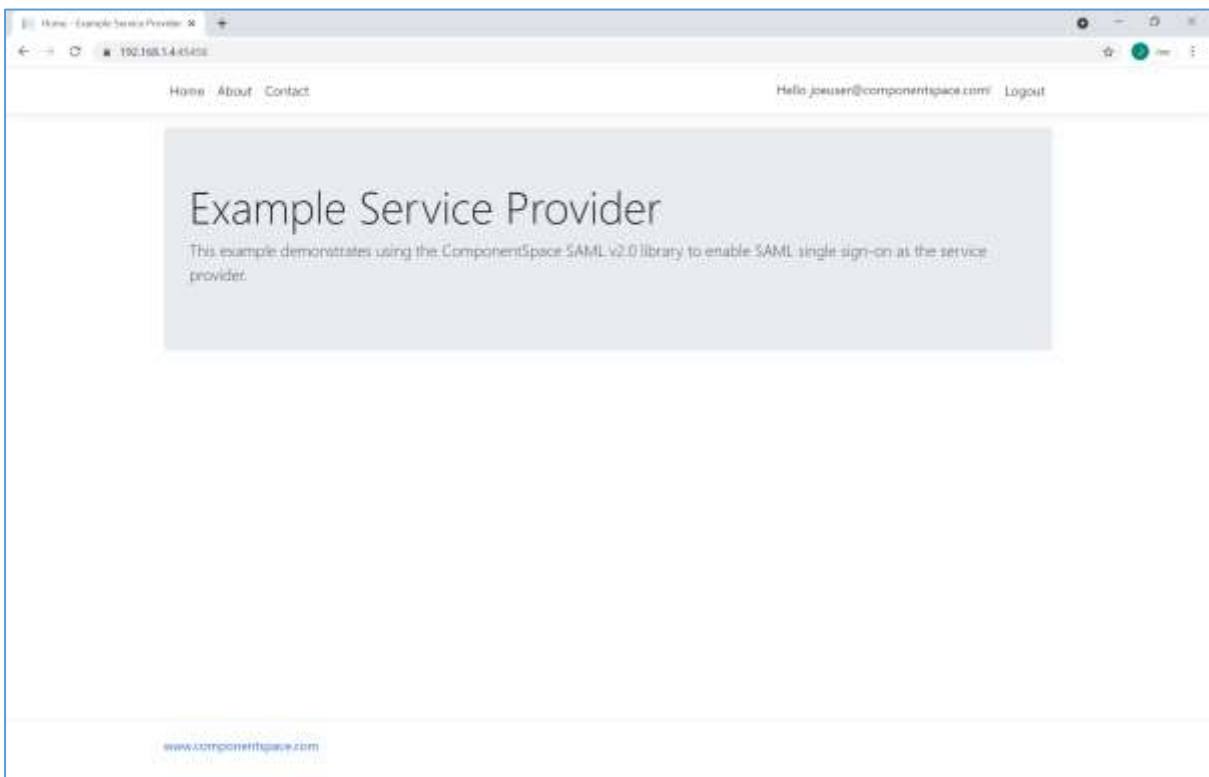 Home - Example Service Provider
192.168.1.4:45456
Home About Contact
Hello joeuser@componentspace.com! Logout
Example Service Provider
This example demonstrates using the ComponentSpace SAML v2.0 library to enable SAML single sign-on as the service
provider.
www.componentspace.com